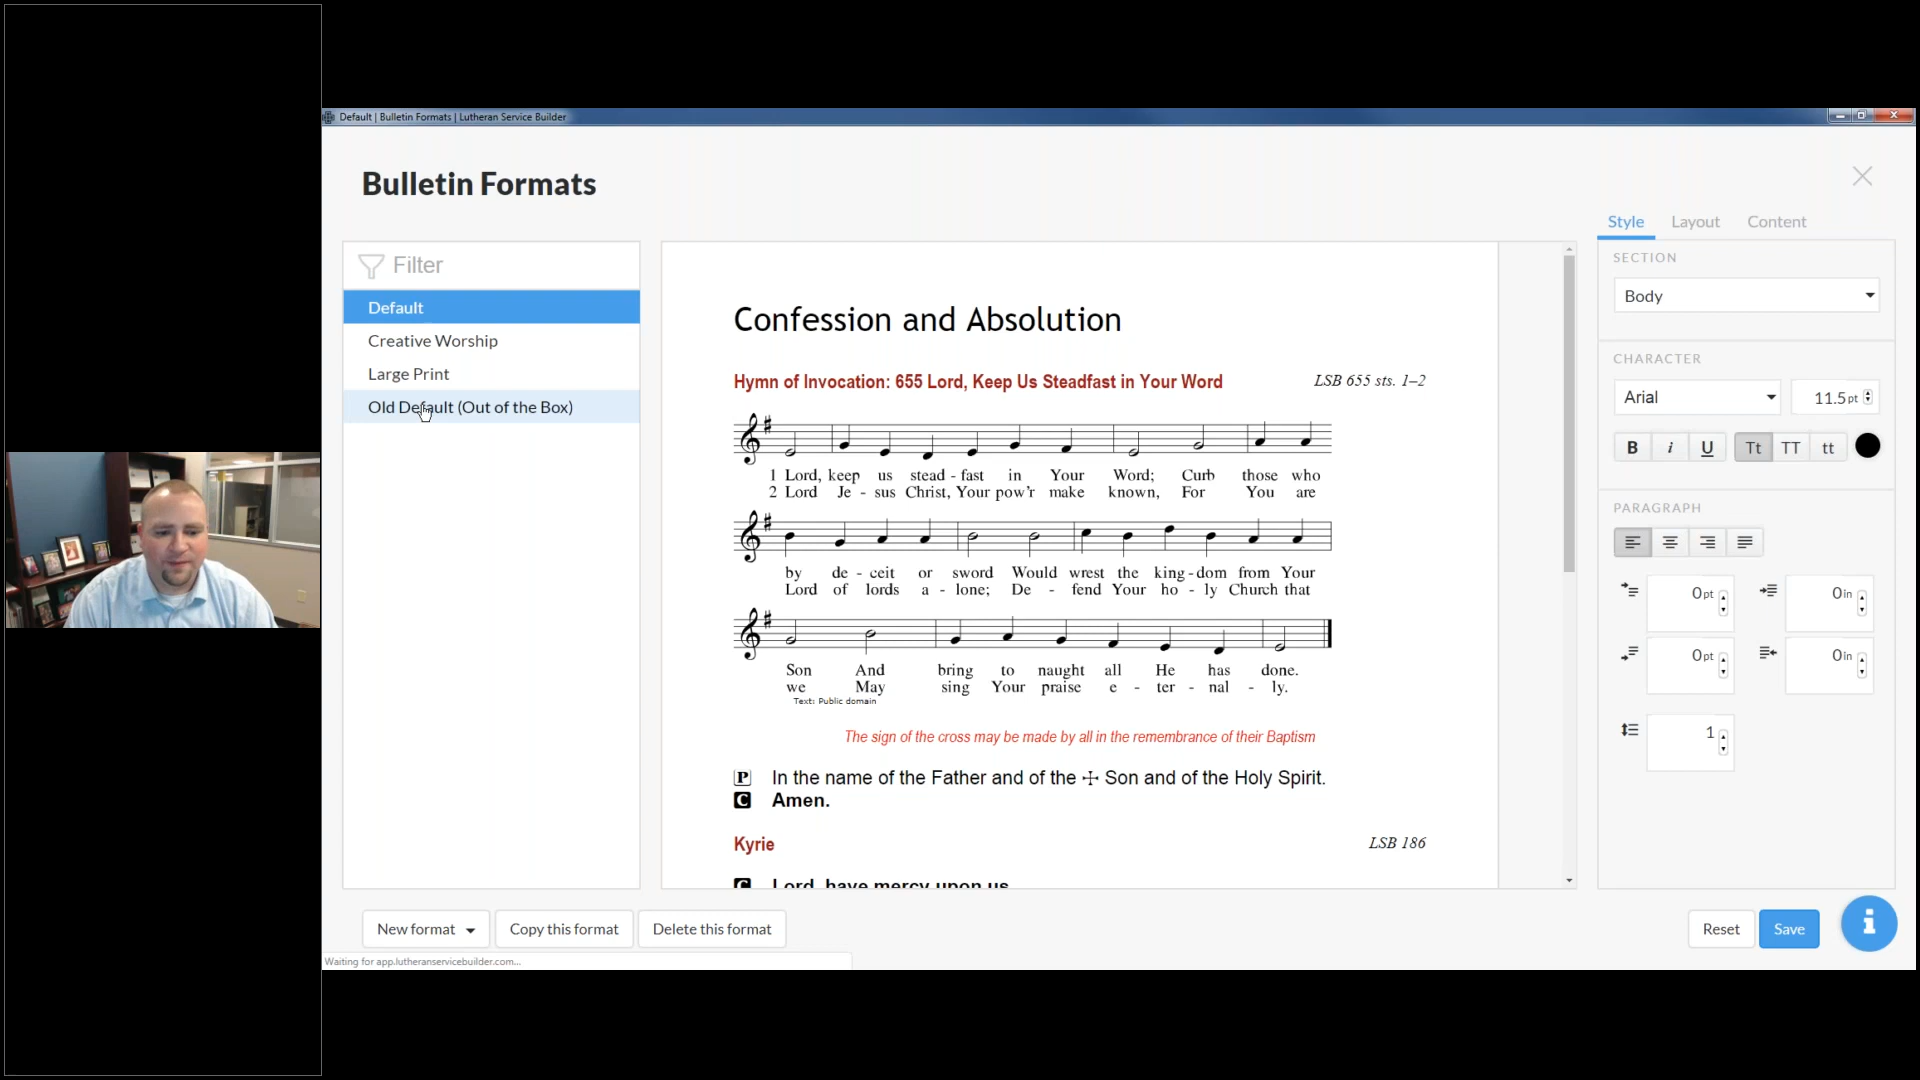 Default | Bulletin Formats | Lutheran Service Builder
Bulletin Formats
Style Layout Content
Filter
Default
Creative Worship
Large Print
Old Default (Out of the Box)
Confession and Absolution
Hymn of Invocation: 655 Lord, Keep Us Steadfast in Your Word LSB 655 sts. 1–2
1 Lord, keep us stead - fast in Your Word; Curb those who
2 Lord Je - sus Christ, Your pow'r make known, For You are
by de - ceit or sword Would wrest the king - dom from Your
Lord of lords a - lone; De - fend Your ho - ly Church that
Son And bring to naught all He has done.
we May sing Your praise e - ter - nal - ly.
Text: Public domain
The sign of the cross may be made by all in the remembrance of their Baptism
P In the name of the Father and of the ☩ Son and of the Holy Spirit.
C Amen.
Kyrie LSB 186
C Lord, have mercy upon us
SECTION
Body
CHARACTER
Arial 11.5pt
B i U Tt TT tt
PARAGRAPH
0pt 0in
0pt 0in
1
New format Copy this format Delete this format
Reset Save i
Waiting for app.lutheranservicebuilder.com...